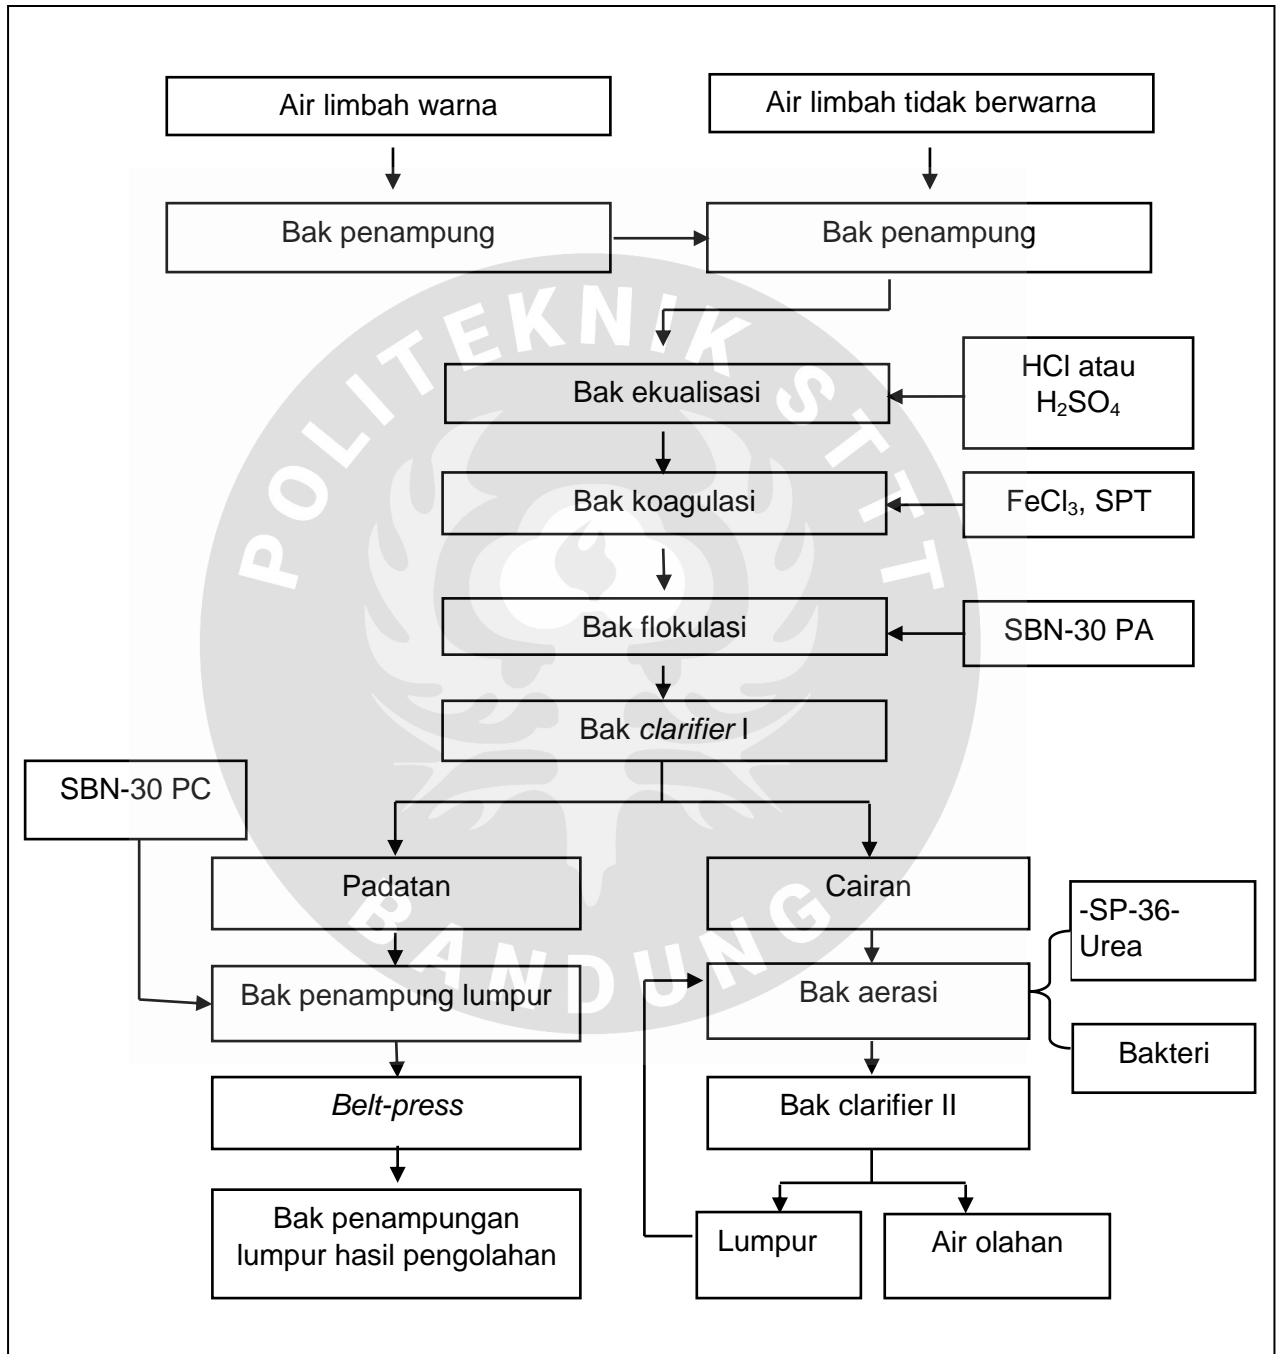 Air limbah warna
Air limbah tidak berwarna
Bak penampung
Bak penampung
Bak ekualisasi
HCl atau
H₂SO₄
Bak koagulasi
FeCl₃, SPT
Bak flokulasi
SBN-30 PA
Bak clarifier I
SBN-30 PC
Padatan
Cairan
-SP-36-
Urea
Bak penampung lumpur
Bak aerasi
Bakteri
Belt-press
Bak clarifier II
Bak penampungan
lumpur hasil pengolahan
Lumpur
Air olahan
POLITEKNIK STTT
BANDUNG